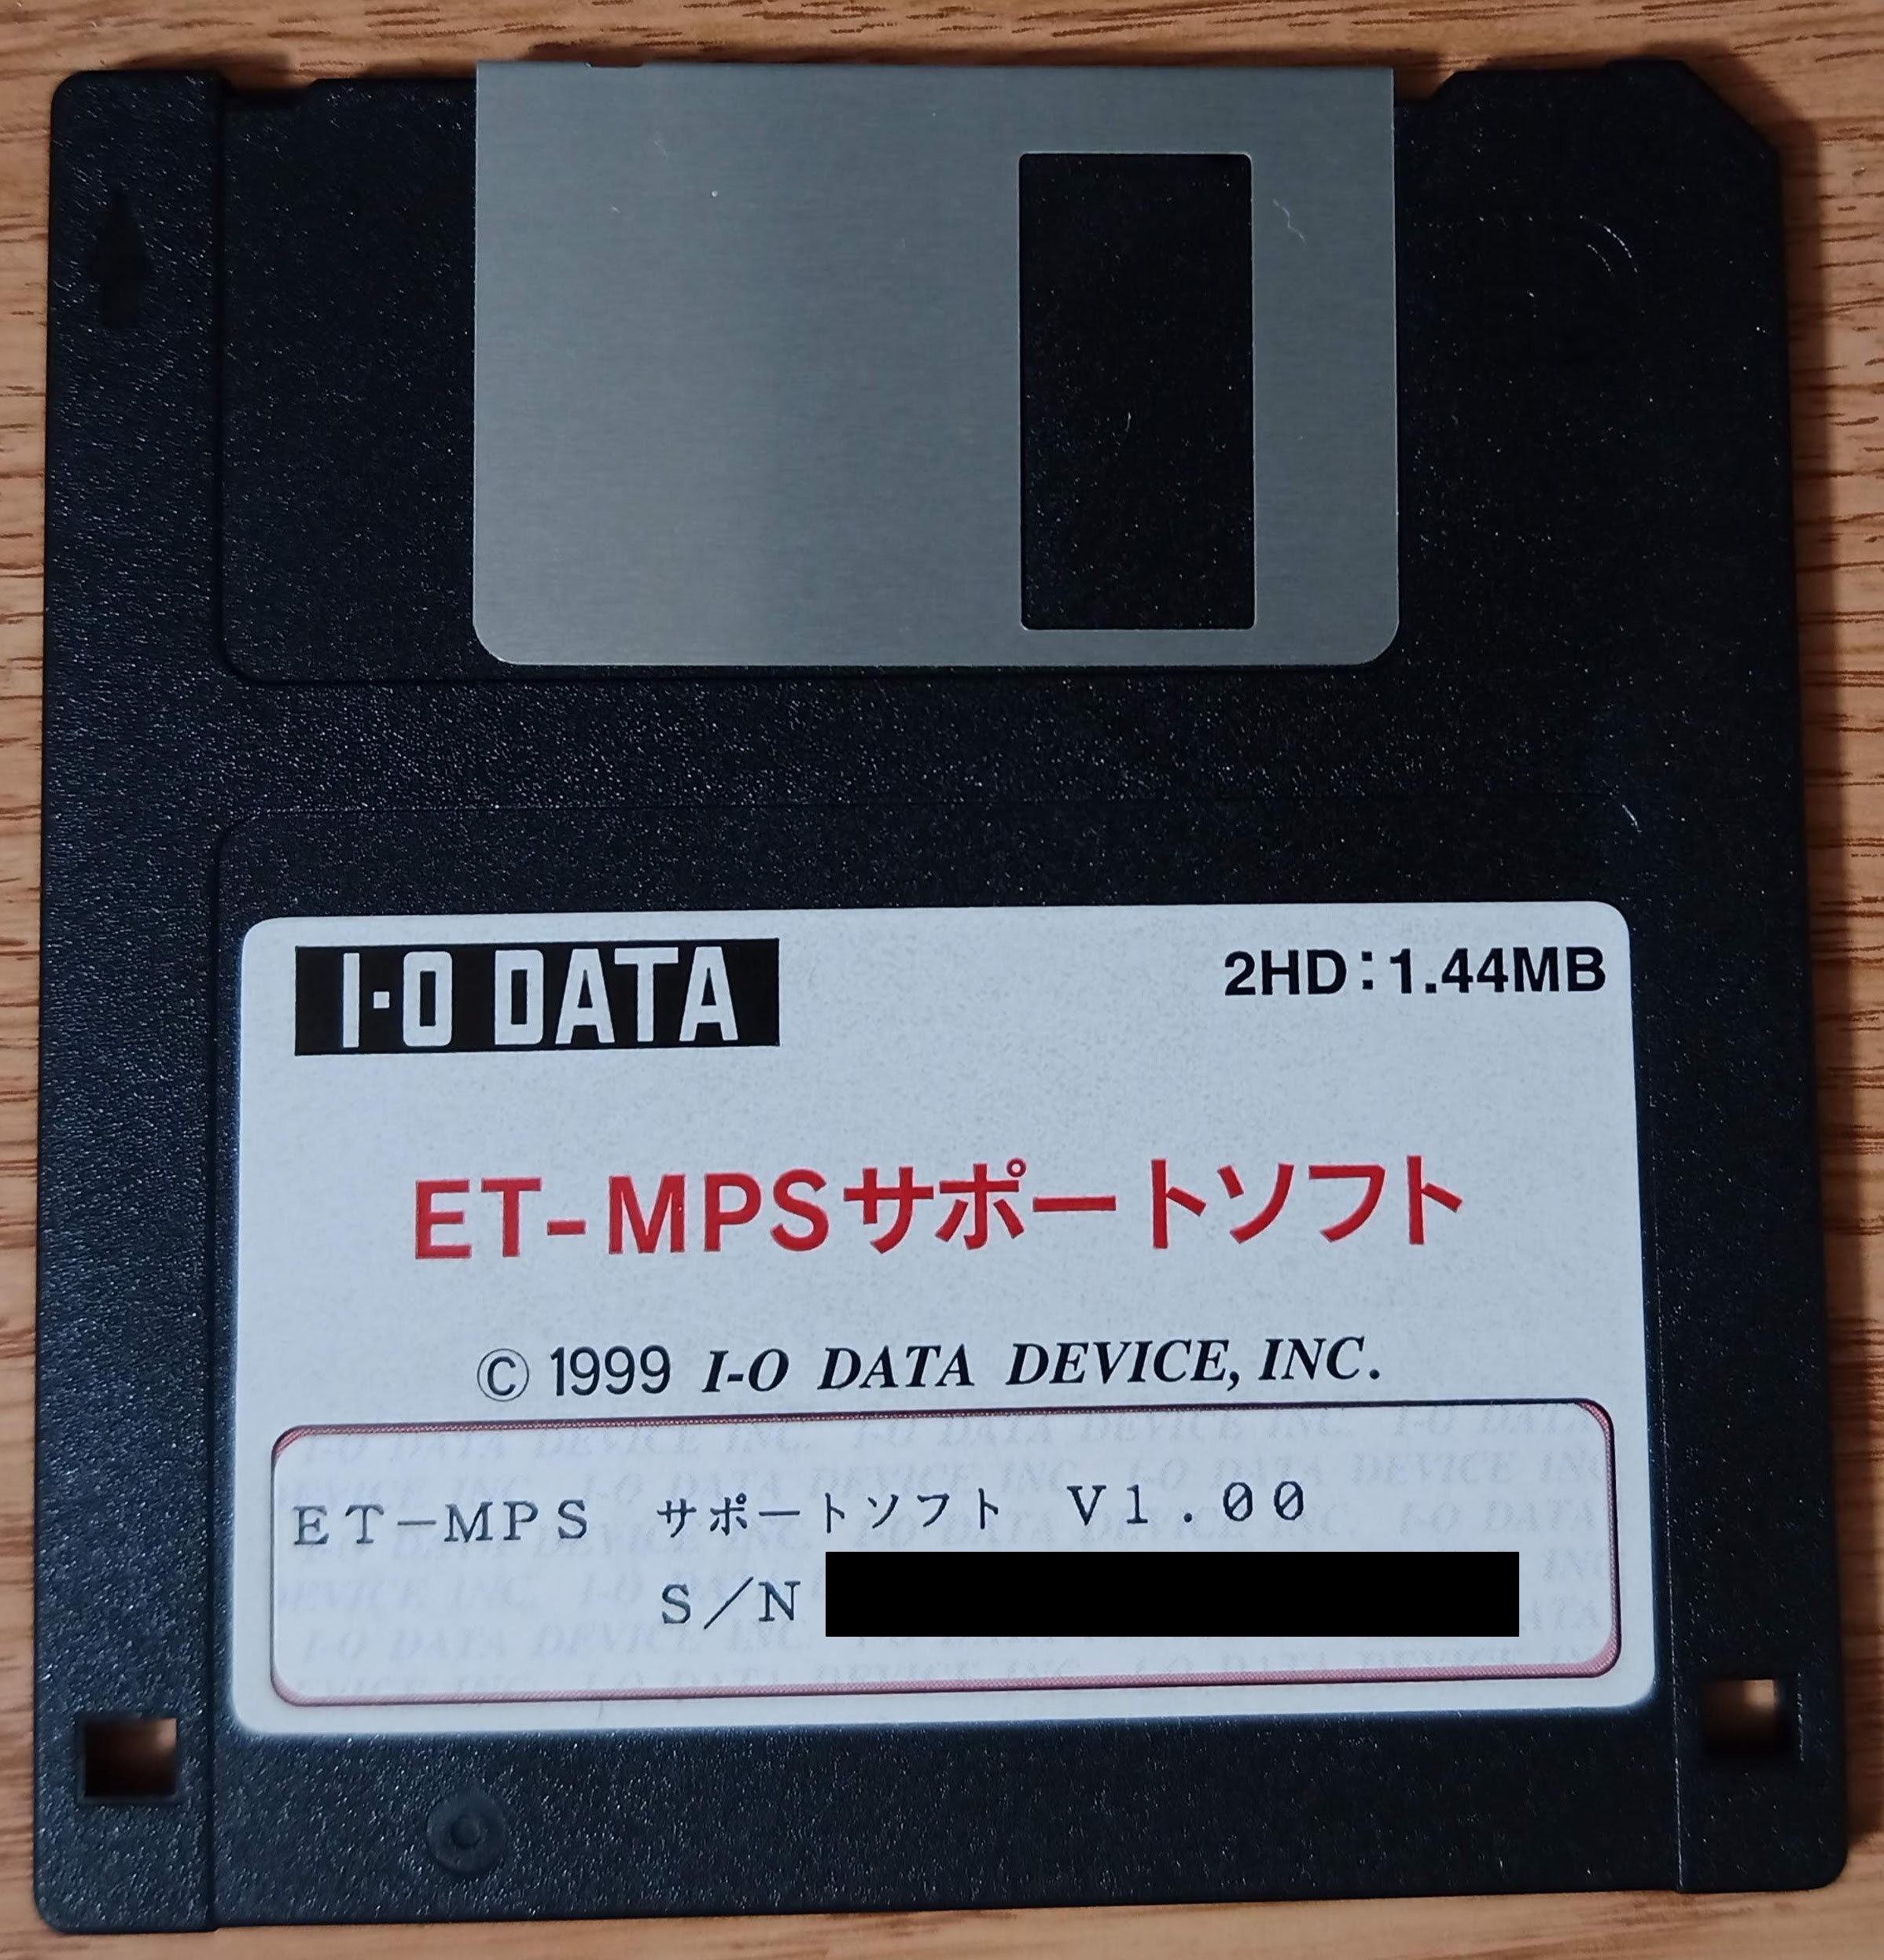 I·O DATA
2HD:1.44MB
ET-MPSサポートソフト
© 1999 I-O DATA DEVICE, INC.
ET-MPS サポートソフト V1.00
S/N